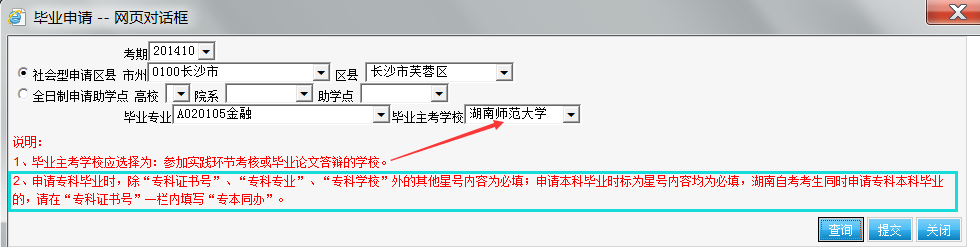 毕业申请 -- 网页对话框
考期 201410
社会型申请区县 市州 0100长沙市 区县 长沙市芙蓉区
全日制申请助学点 高校 院系 助学点
毕业专业 A020105金融 毕业主考学校 湖南师范大学
说明:
1、毕业主考学校应选择为：参加实践环节考核或毕业论文答辩的学校。
2、申请专科毕业时，除“专科证书号”、“专科专业”、“专科学校”外的其他星号内容为必填；申请本科毕业时标为星号内容均为必填，湖南自考考生同时申请专科本科毕业
的，请在“专科证书号”一栏内填写“专本同办”。
查询 提交 关闭